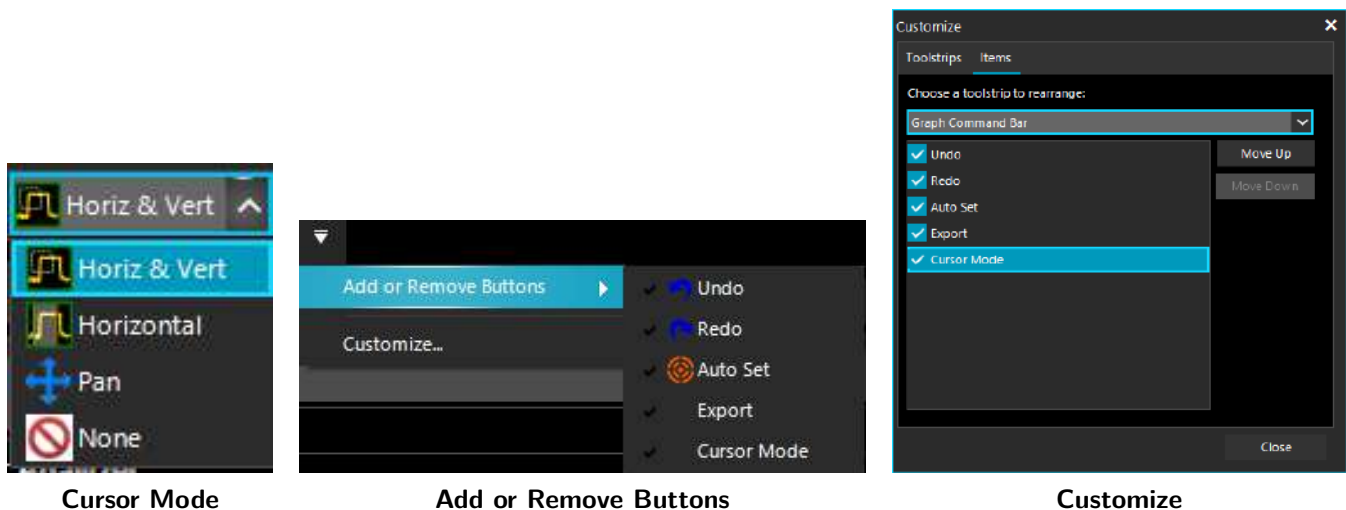 Horiz & Vert
Horiz & Vert
Horizontal
Pan
None
Cursor Mode
Add or Remove Buttons
Customize...
Undo
Redo
Auto Set
Export
Cursor Mode
Add or Remove Buttons
Customize
Toolstrips Items
Choose a toolstrip to rearrange:
Graph Command Bar
Undo
Redo
Auto Set
Export
Cursor Mode
Move Up
Move Down
Close
Customize